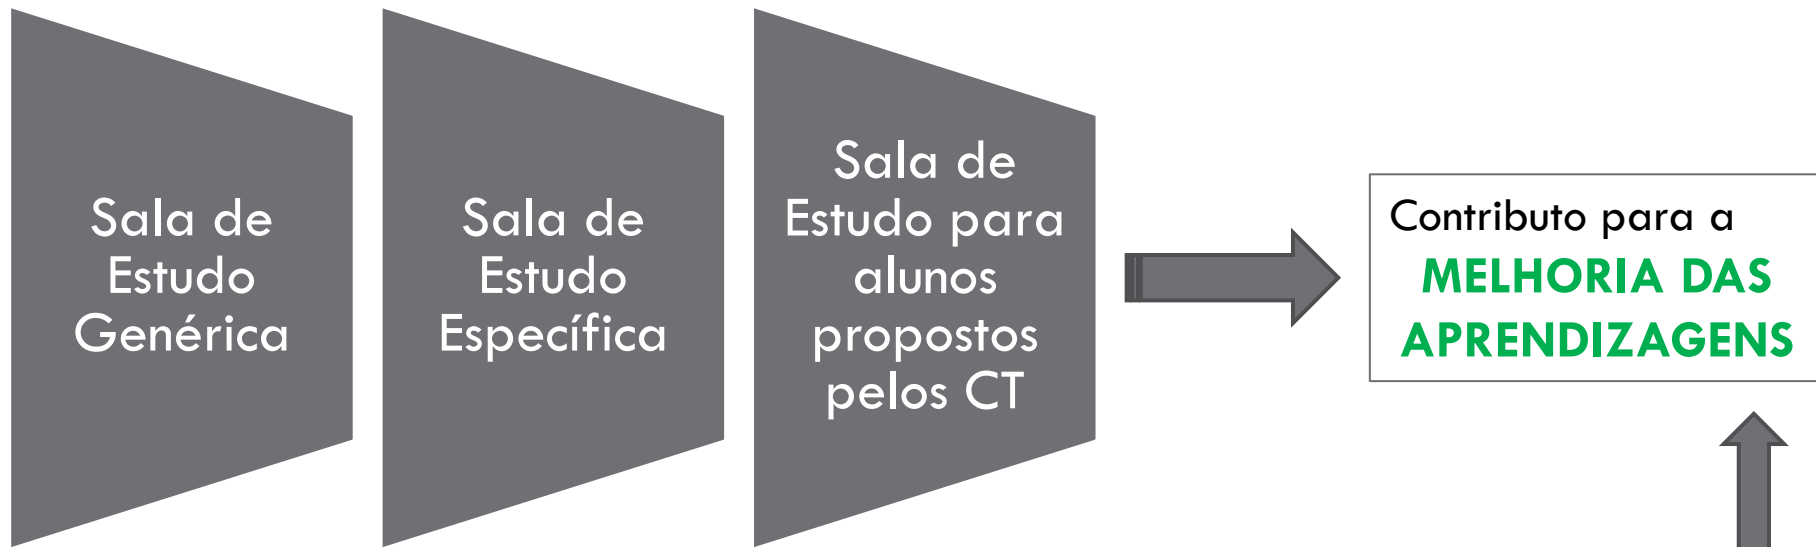 Sala de
Estudo
Genérica
Sala de
Estudo
Específica
Sala de
Estudo para
alunos
propostos
pelos CT
Contributo para a
MELHORIA DAS
APRENDIZAGENS